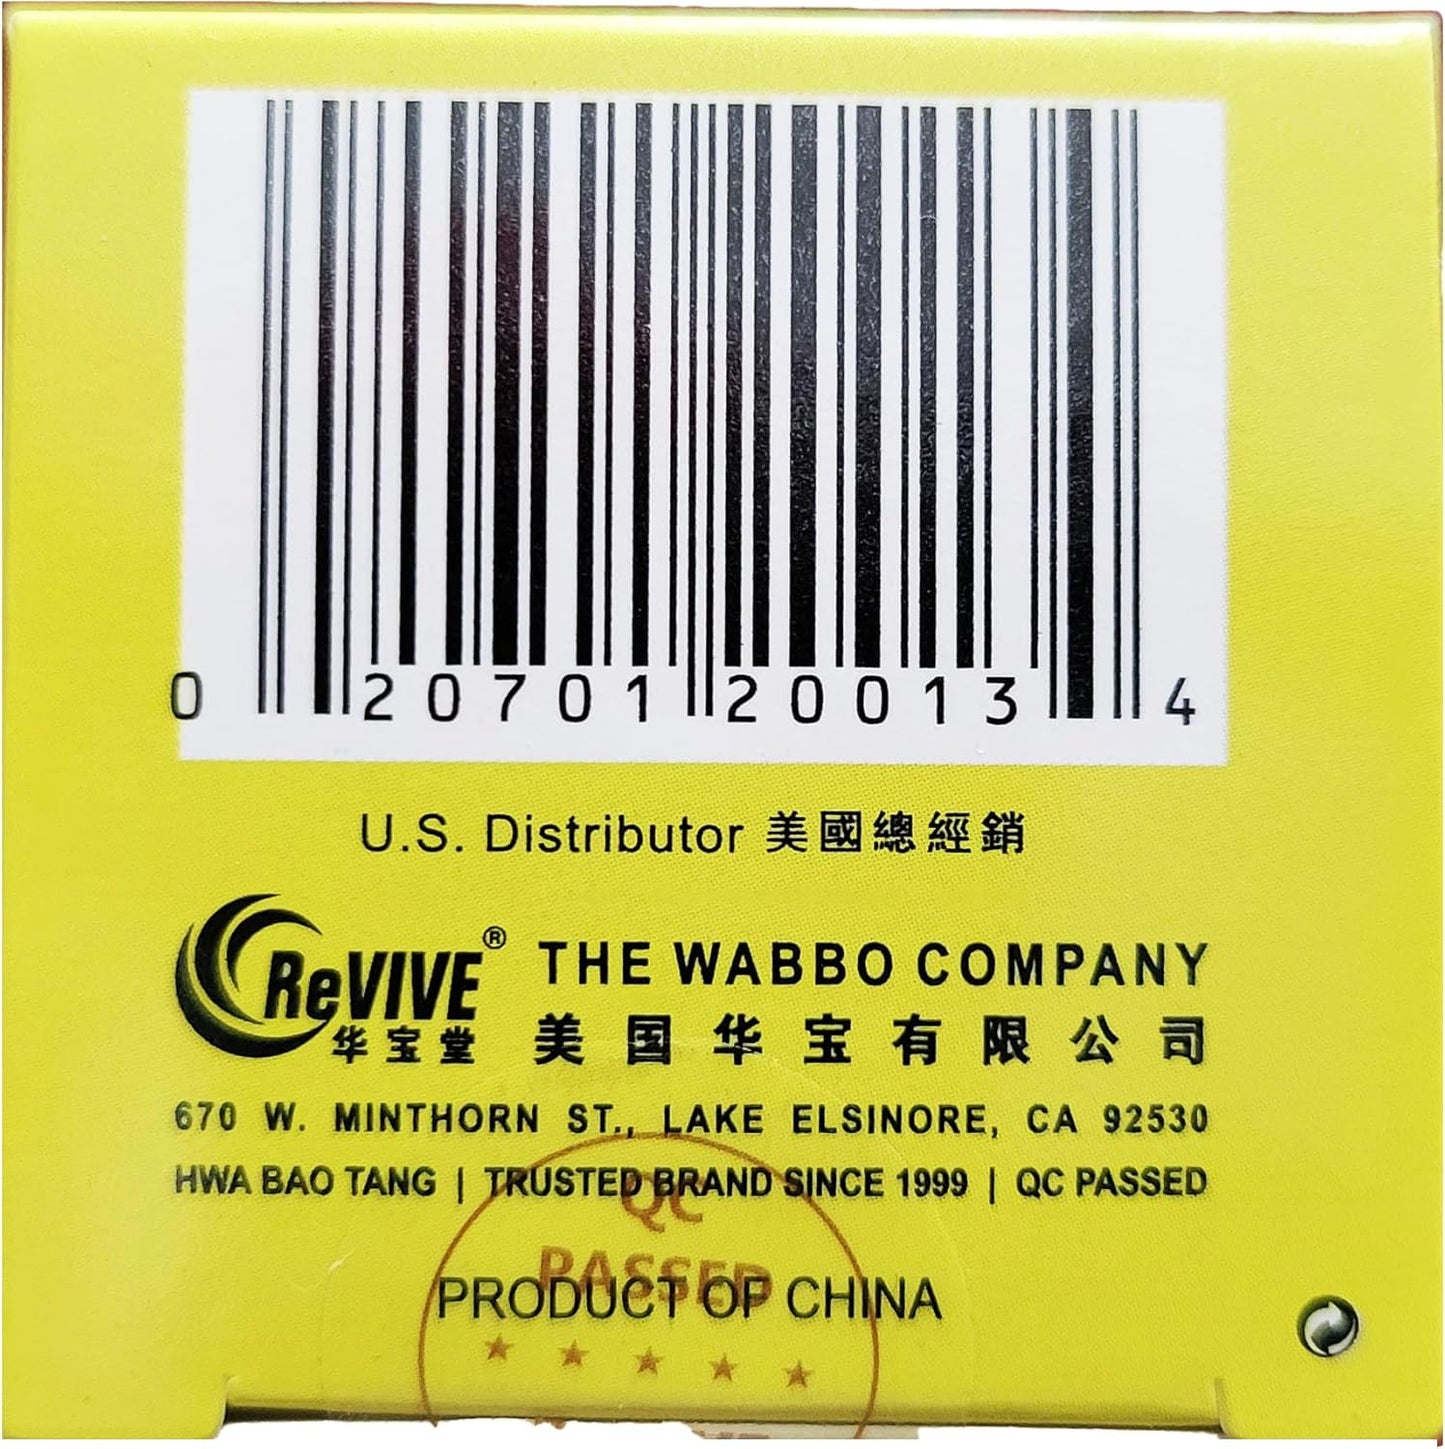 0 20701 20013 4
U.S. Distributor 美國總經銷
ReVIVE® THE WABBO COMPANY
华宝堂 美国华宝有限公司
670 W. MINTHORN ST., LAKE ELSINORE, CA 92530
HWA BAO TANG | TRUSTED BRAND SINCE 1999 | QC PASSED
QC
PASSED
PRODUCT OF CHINA